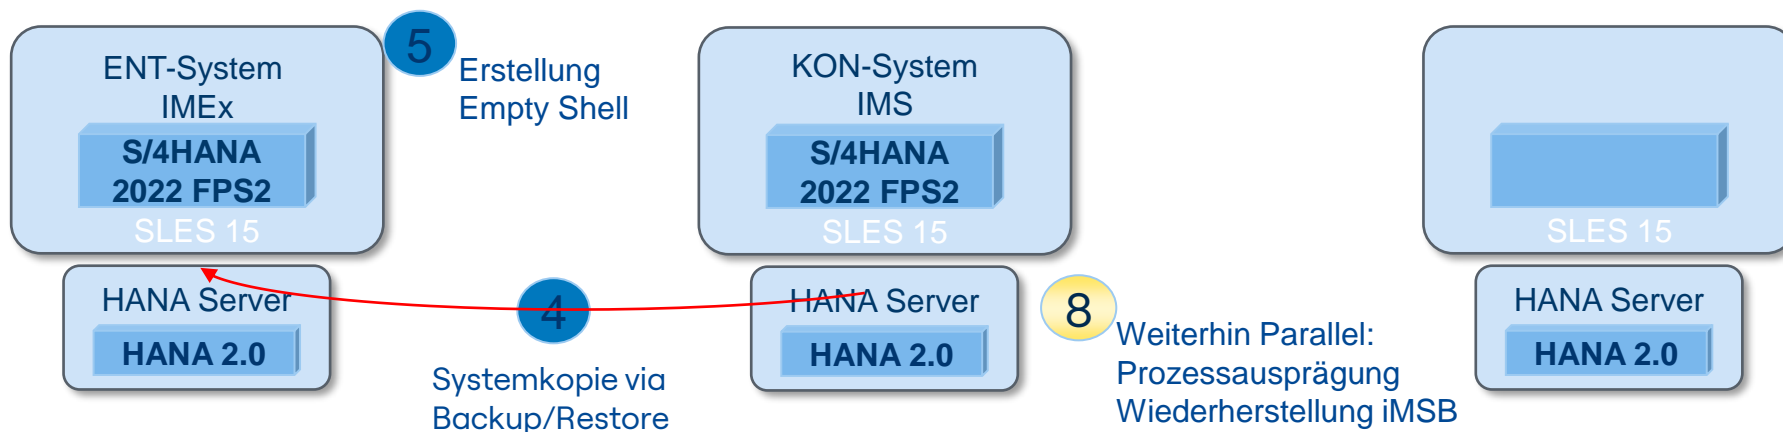 ENT-System
IMEx
S/4HANA
2022 FPS2
SLES 15
HANA Server
HANA 2.0
5
Erstellung
Empty Shell
4
Systemkopie via
Backup/Restore
KON-System
IMS
S/4HANA
2022 FPS2
SLES 15
HANA Server
HANA 2.0
8
Weiterhin Parallel:
Prozessausprägung
Wiederherstellung iMSB
SLES 15
HANA Server
HANA 2.0